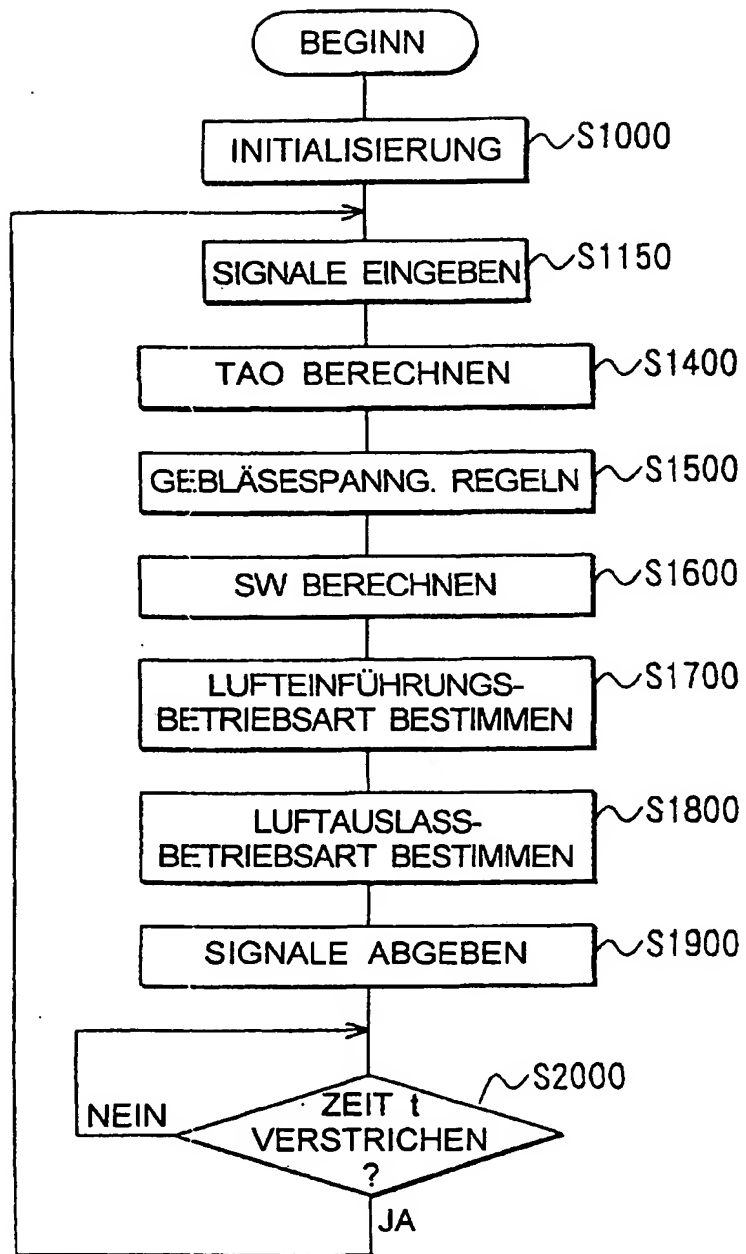 BEGINN
INITIALISIERUNG
S1000
SIGNALE EINGEBEN
S1150
TAO BERECHNEN
S1400
GEBLÄSESPANNG. REGELN
S1500
SW BERECHNEN
S1600
LUFTEINFÜHRUNGS-
BETRIEBSART BESTIMMEN
S1700
LUFTAUSLASS-
BETRIEBSART BESTIMMEN
S1800
SIGNALE ABGEBEN
S1900
ZEIT t
VERSTRICHEN
?
S2000
NEIN
JA